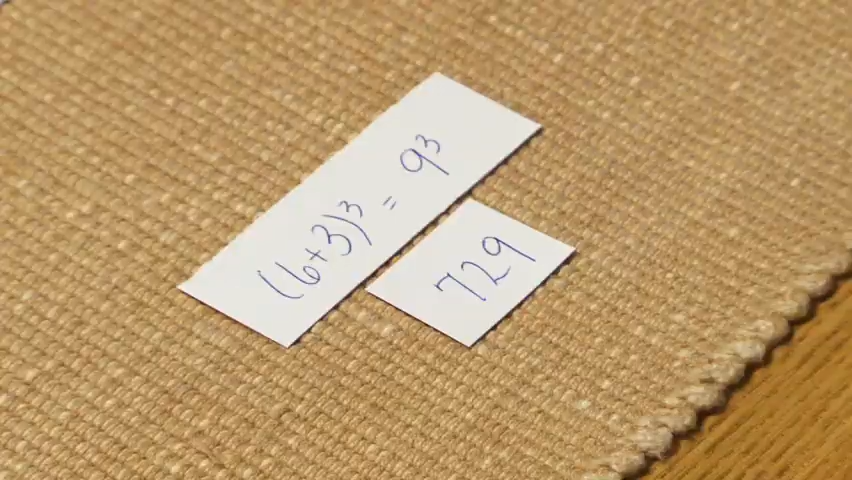 (6+3)³ = 9³
729